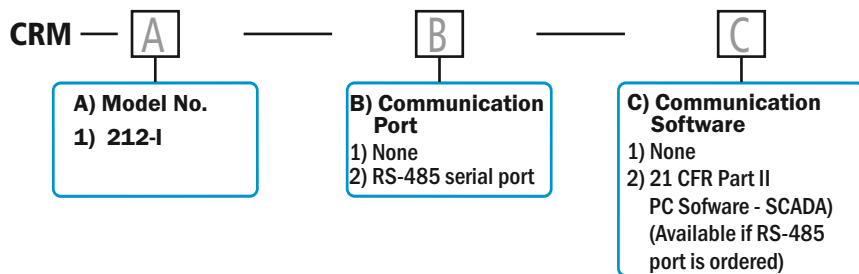 CRM A B C
A) Model No.
1) 212-I
B) Communication
Port
1) None
2) RS-485 serial port
C) Communication
Software
1) None
2) 21 CFR Part II
PC Sofware - SCADA)
(Available if RS-485
port is ordered)